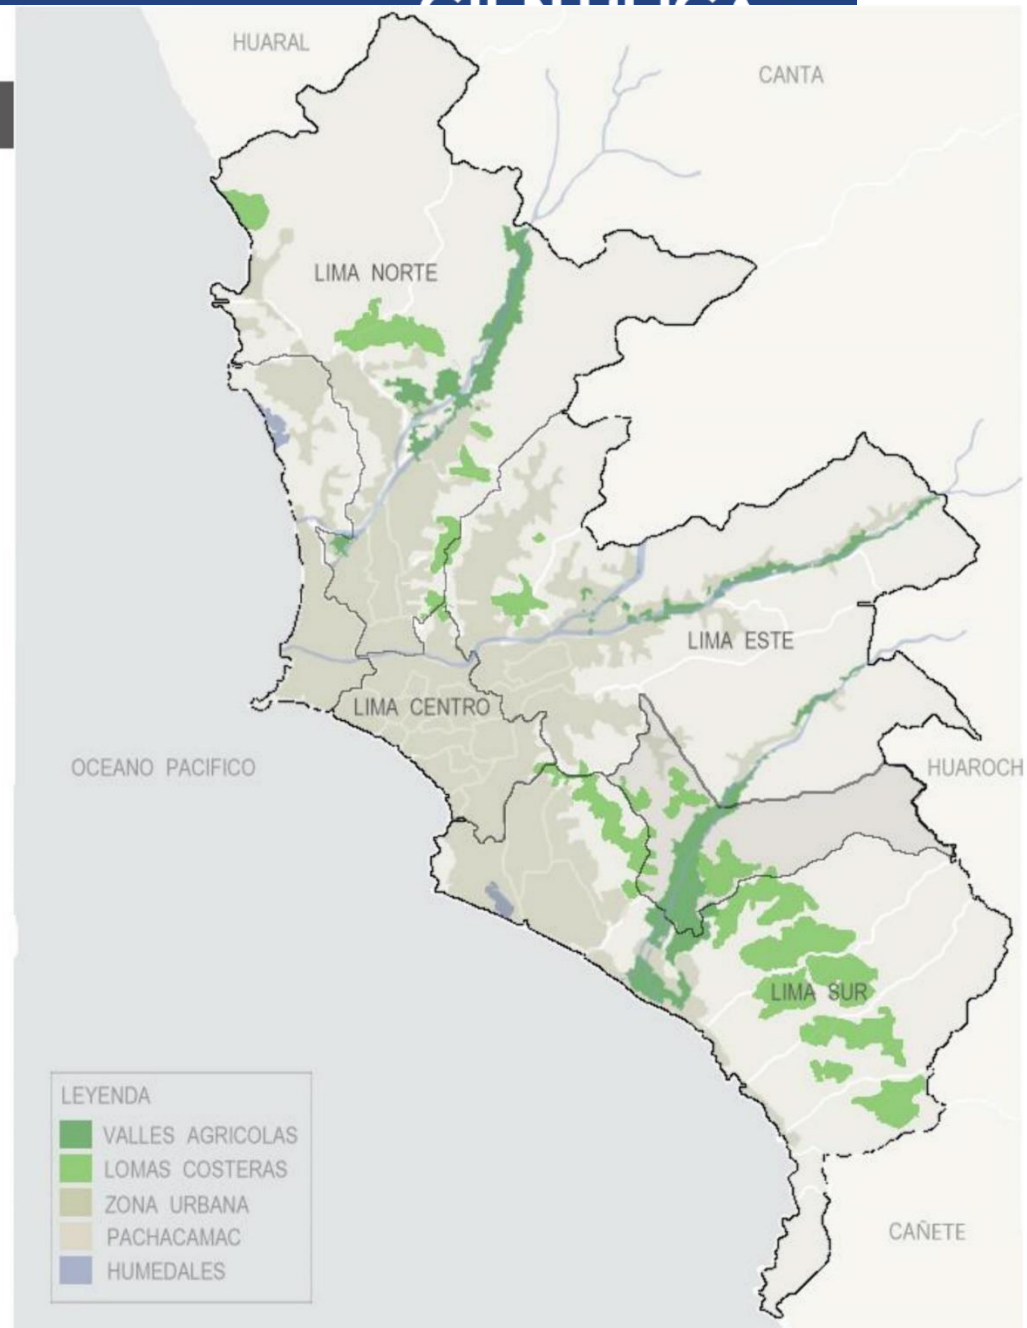 HUARAL
CANTA
LIMA NORTE
LIMA ESTE
LIMA CENTRO
OCEANO PACIFICO
HUAROCH
LIMA SUR
LEYENDA
VALLES AGRICOLAS
LOMAS COSTERAS
ZONA URBANA
PACHACAMAC
HUMEDALES
CAÑETE